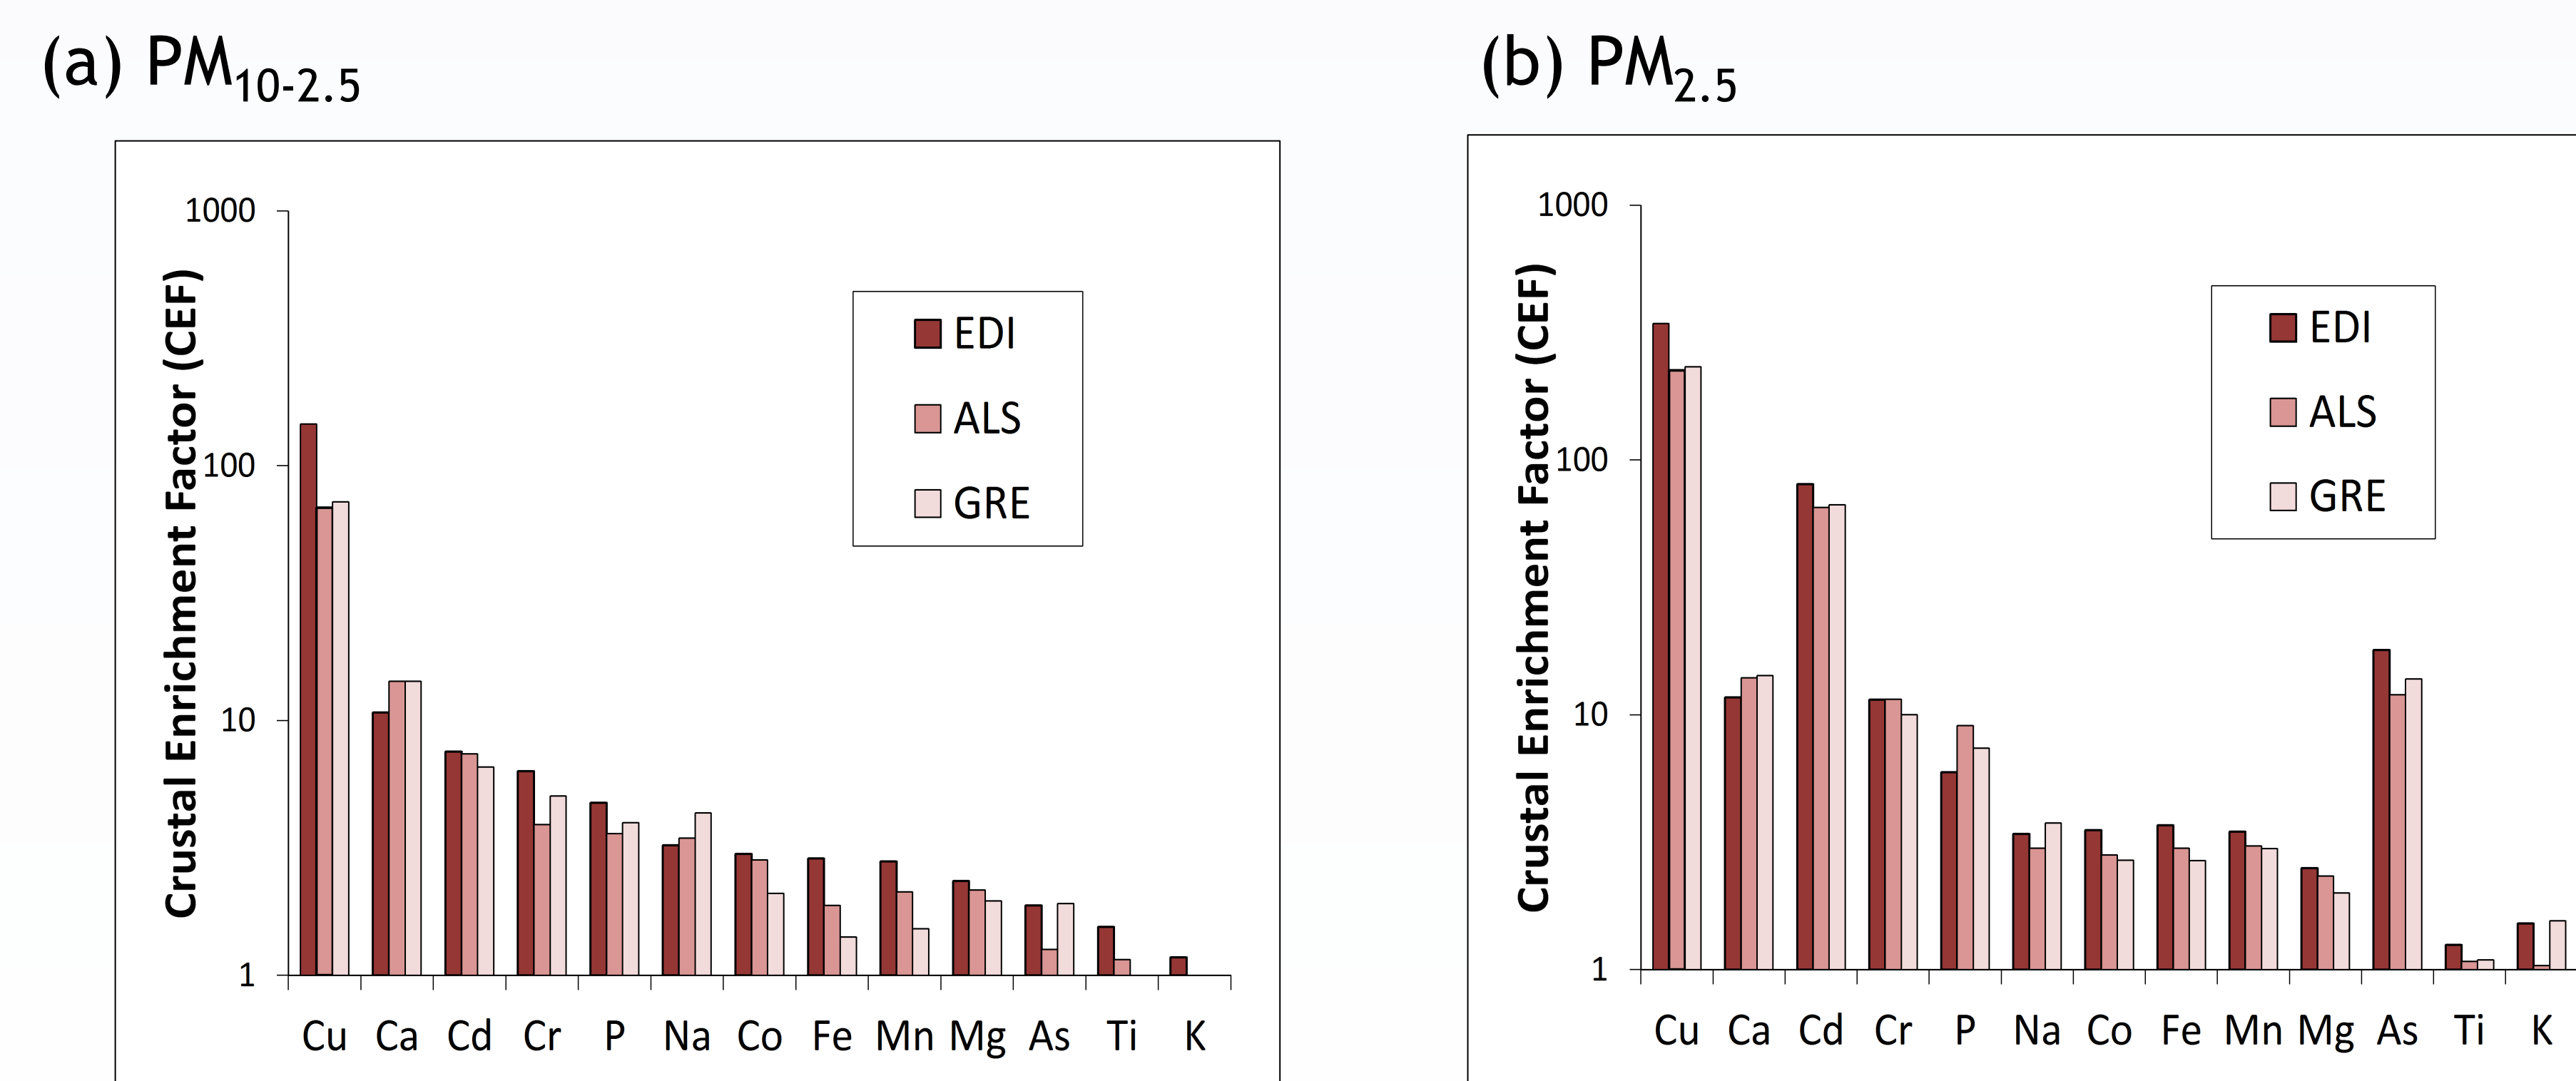 (a) PM10-2.5
Crustal Enrichment Factor (CEF)
1000
100
10
1
EDI
ALS
GRE
Cu Ca Cd Cr P Na Co Fe Mn Mg As Ti K
(b) PM2.5
Crustal Enrichment Factor (CEF)
1000
100
10
1
EDI
ALS
GRE
Cu Ca Cd Cr P Na Co Fe Mn Mg As Ti K